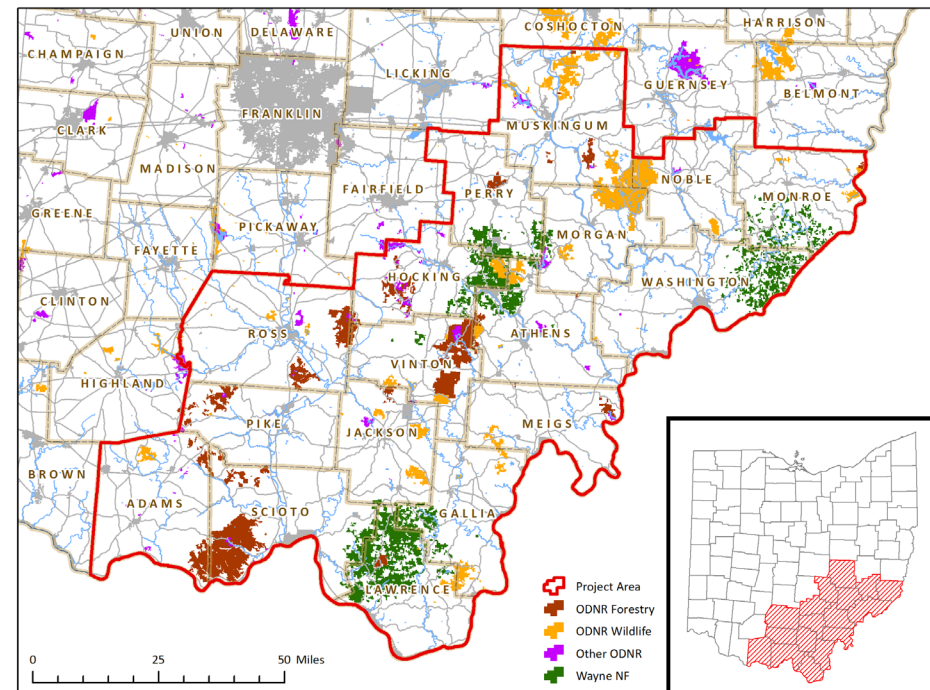 UNION
DELAWARE
COSHOCTON
HARRISON
CHAMPAIGN
LICKING
GUERNSEY
BELMONT
CLARK
FRANKLIN
MUSKINGUM
MADISON
FAIRFIELD
PERRY
NOBLE
MONROE
GREENE
PICKAWAY
MORGAN
FAYETTE
HOCKING
WASHINGTON
CLINTON
ROSS
ATHENS
VINTON
HIGHLAND
PIKE
JACKSON
MEIGS
BROWN
ADAMS
SCIOTO
GALLIA
LAWRENCE
Project Area
ODNR Forestry
ODNR Wildlife
Other ODNR
Wayne NF
0 25 50 Miles